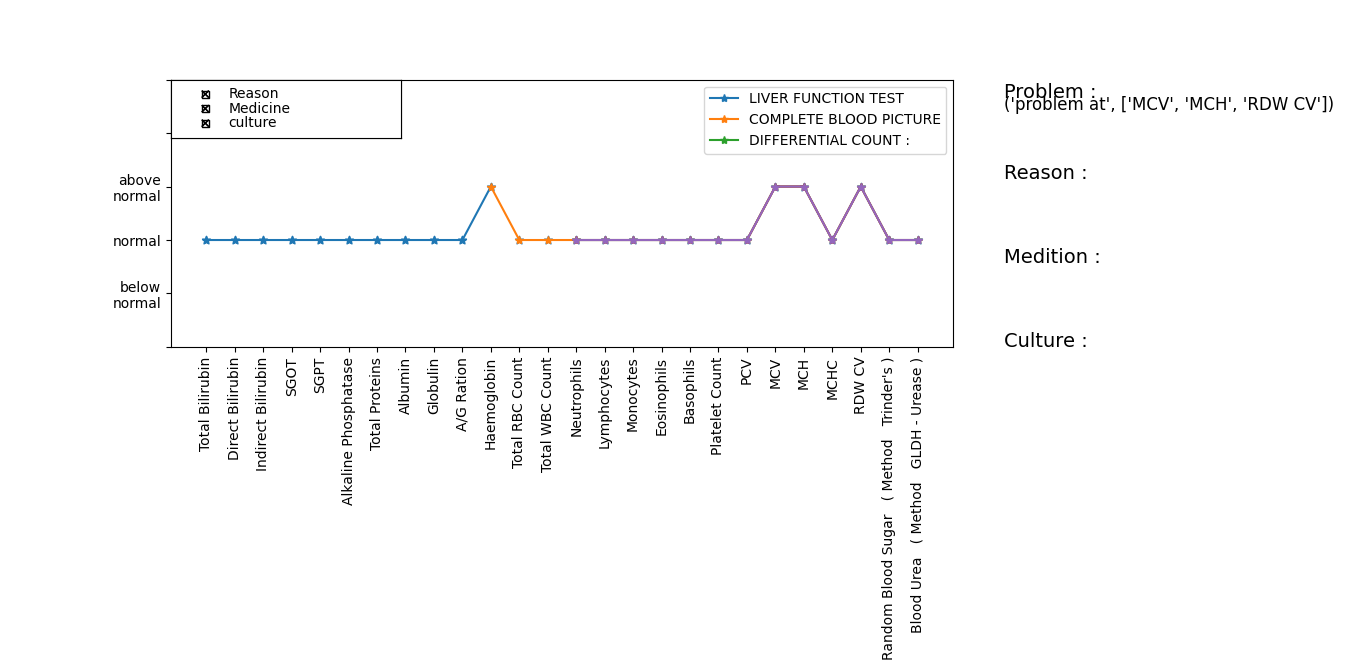 Reason
Medicine
culture
LIVER FUNCTION TEST
COMPLETE BLOOD PICTURE
DIFFERENTIAL COUNT :
above
normal
normal
below
normal
Total Bilirubin
Direct Bilirubin
Indirect Bilirubin
SGOT
SGPT
Alkaline Phosphatase
Total Proteins
Albumin
Globulin
A/G Ration
Haemoglobin
Total RBC Count
Total WBC Count
Neutrophils
Lymphocytes
Monocytes
Eosinophils
Basophils
Platelet Count
PCV
MCV
MCH
MCHC
RDW CV
Random Blood Sugar ( Method Trinder's )
Blood Urea ( Method GLDH - Urease )
Problem :
('problem at', ['MCV', 'MCH', 'RDW CV'])
Reason :
Medition :
Culture :